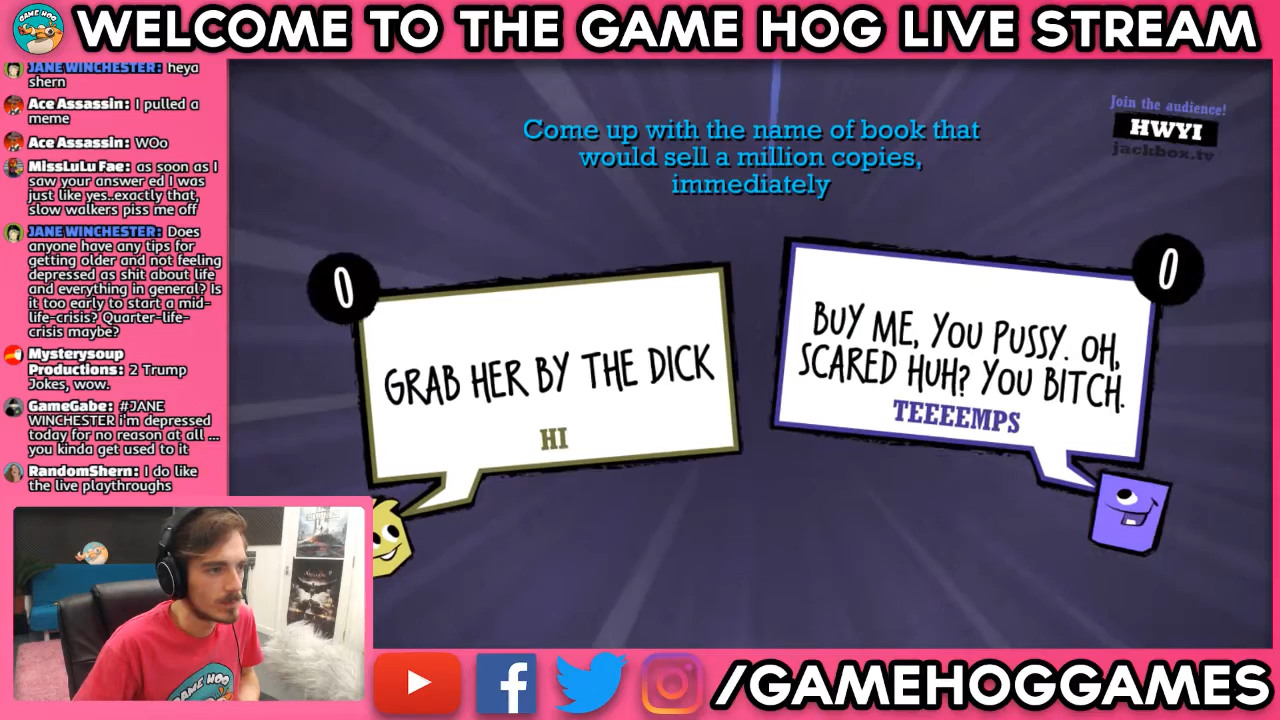 WELCOME TO THE GAME HOG LIVE STREAM
JANE WINCHESTER: heya
shern
Ace Assassin: I pulled a
meme
Ace Assassin: WOo
MissLuLu Fae: as soon as I
saw your answer ed I was
just like yes..exactly that,
slow walkers piss me off
JANE WINCHESTER: Does
anyone have any tips for
getting older and not feeling
depressed as shit about life
and everything in general? Is
it too early to start a mid-
life-crisis? Quarter-life-
crisis maybe?
Mysterysoup
Productions: 2 Trump
Jokes, wow.
GameGabe: #JANE
WINCHESTER i'm depressed
today for no reason at all ...
you kinda get used to it
RandomShern: I do like
the live playthroughs
Come up with the name of book that
would sell a million copies,
immediately
Join the audience!
HWYI
jackbox.tv
0
GRAB HER BY THE DICK
HI
0
BUY ME, YOU PUSSY. OH,
SCARED HUH? YOU BITCH.
TEEEEMPS
GAME HOG
/GAMEHOGGAMES